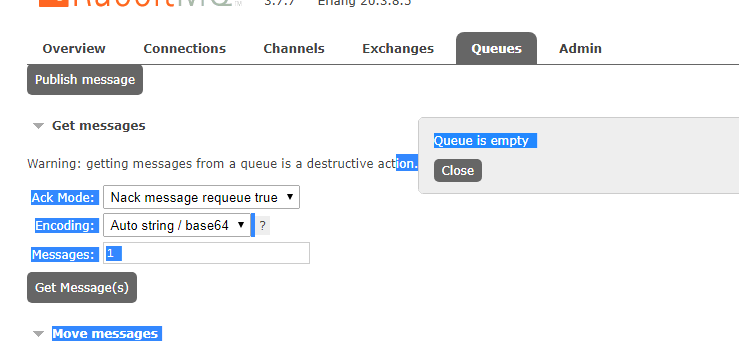 RabbitMQ 3.7.7 Erlang 20.3.8.5
Overview Connections Channels Exchanges Queues Admin
Publish message
Get messages
Warning: getting messages from a queue is a destructive action.
Queue is empty
Close
Ack Mode: Nack message requeue true
Encoding: Auto string / base64 ?
Messages: 1
Get Message(s)
Move messages